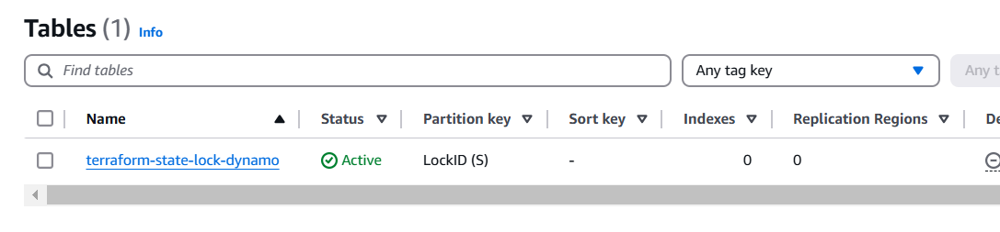 Tables (1) Info
Find tables Any tag key Any t
Name Status Partition key Sort key Indexes Replication Regions De
terraform-state-lock-dynamo Active LockID (S) - 0 0